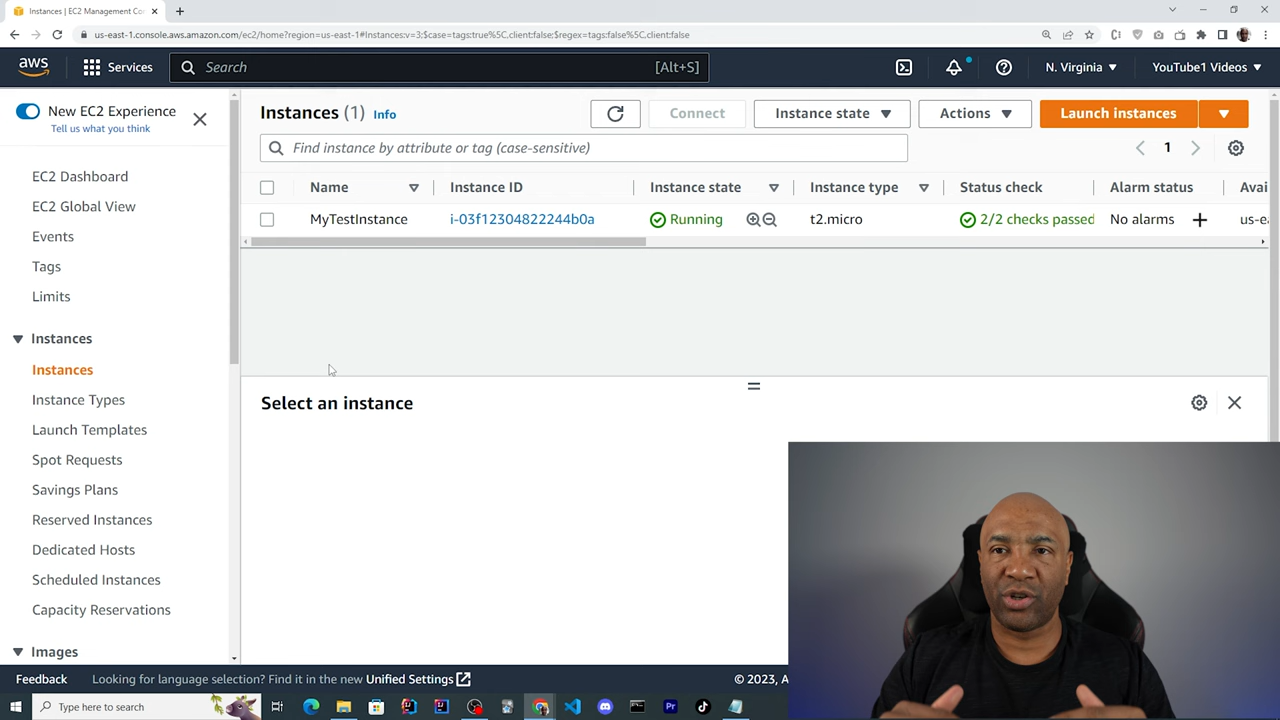 Instances | EC2 Management Con
us-east-1.console.aws.amazon.com/ec2/home?region=us-east-1#Instances:v=3;$case=tags:true%5C,client:false;$regex=tags:false%5C,client:false
aws
Services
Search
[Alt+S]
N. Virginia
YouTube1 Videos
New EC2 Experience
Tell us what you think
EC2 Dashboard
EC2 Global View
Events
Tags
Limits
Instances
Instances
Instance Types
Launch Templates
Spot Requests
Savings Plans
Reserved Instances
Dedicated Hosts
Scheduled Instances
Capacity Reservations
Images
Instances (1) Info
Connect
Instance state
Actions
Launch instances
Find instance by attribute or tag (case-sensitive)
1
Name Instance ID Instance state Instance type Status check Alarm status Avai
MyTestInstance i-03f12304822244b0a Running t2.micro 2/2 checks passed No alarms us-ea
Select an instance
Feedback Looking for language selection? Find it in the new Unified Settings © 2023, A
Type here to search